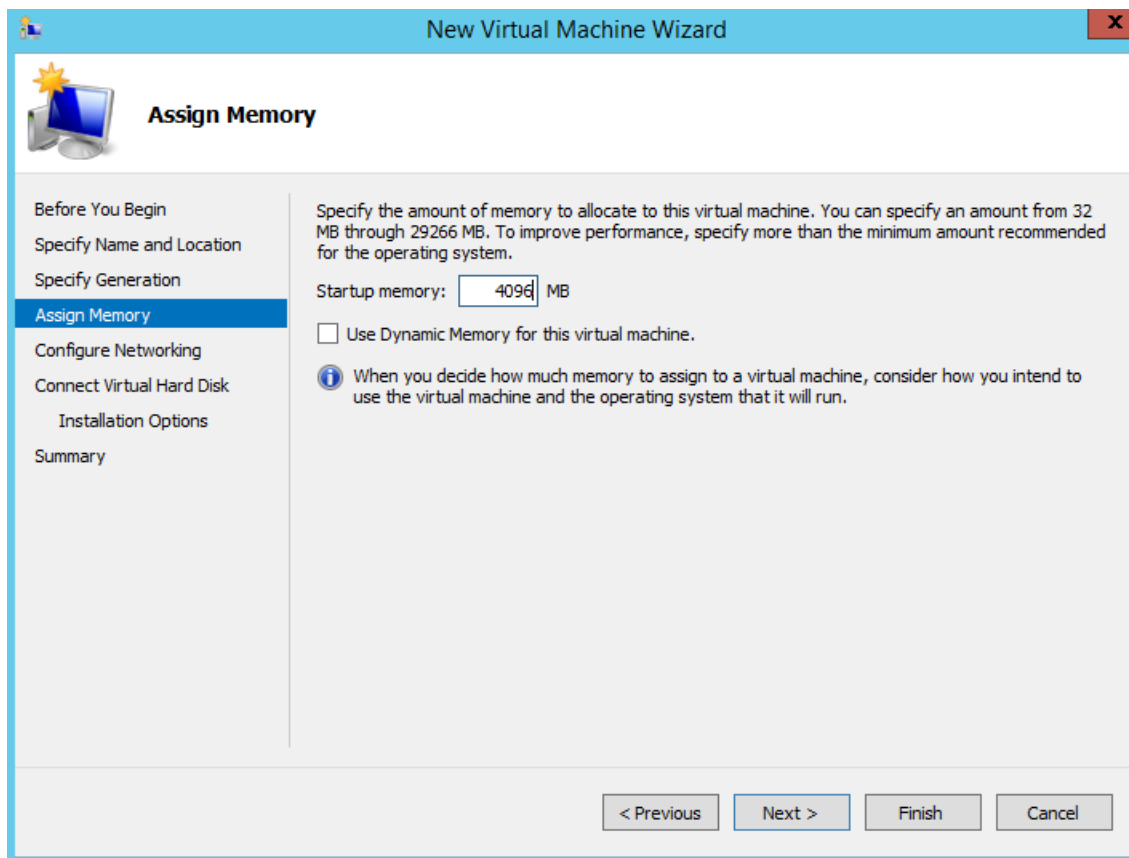 New Virtual Machine Wizard
x
Assign Memory
Before You Begin
Specify Name and Location
Specify Generation
Assign Memory
Configure Networking
Connect Virtual Hard Disk
Installation Options
Summary
Specify the amount of memory to allocate to this virtual machine. You can specify an amount from 32
MB through 29266 MB. To improve performance, specify more than the minimum amount recommended
for the operating system.
Startup memory: 4096 MB
Use Dynamic Memory for this virtual machine.
When you decide how much memory to assign to a virtual machine, consider how you intend to
use the virtual machine and the operating system that it will run.
< Previous Next > Finish Cancel